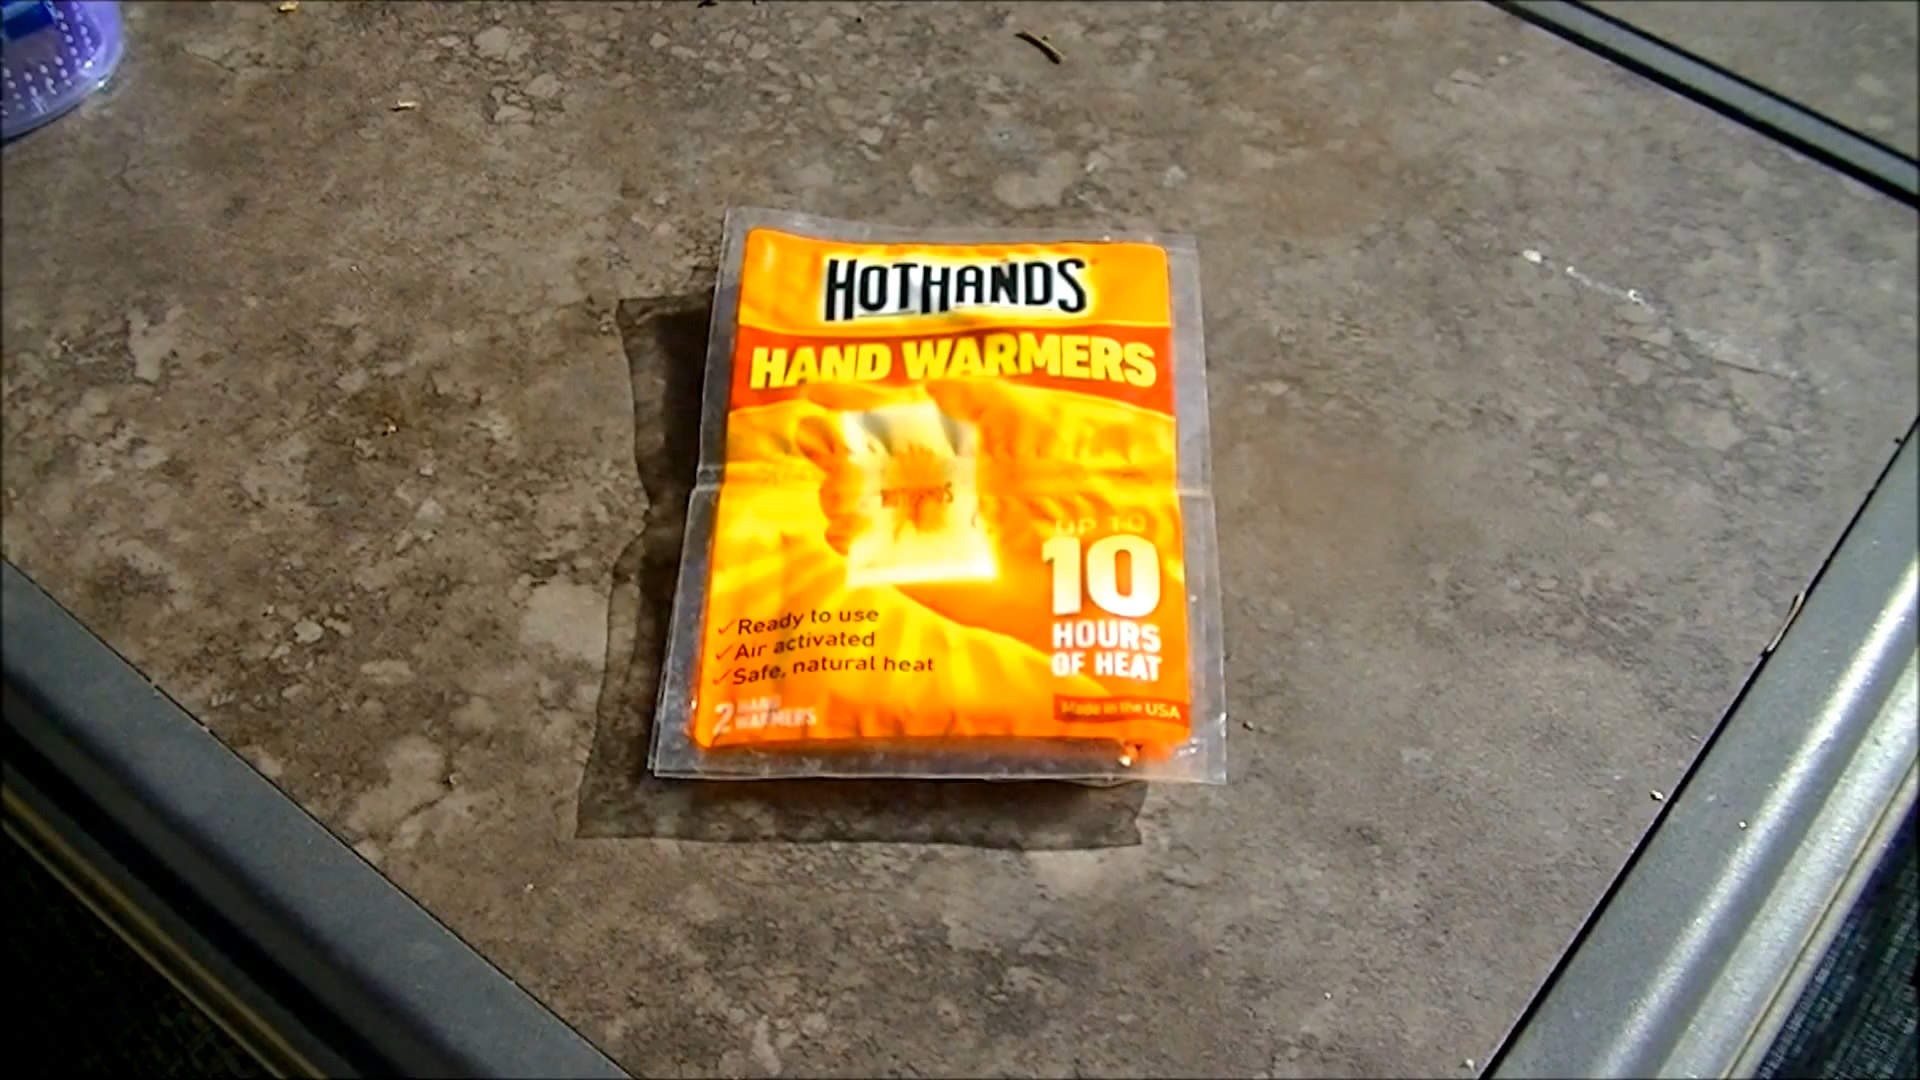 HOTHANDS
HAND WARMERS
HOTHANDS
UP TO
10
HOURS
OF HEAT
✓Ready to use
✓Air activated
✓Safe, natural heat
2 HAND
WARMERS
Made in the USA